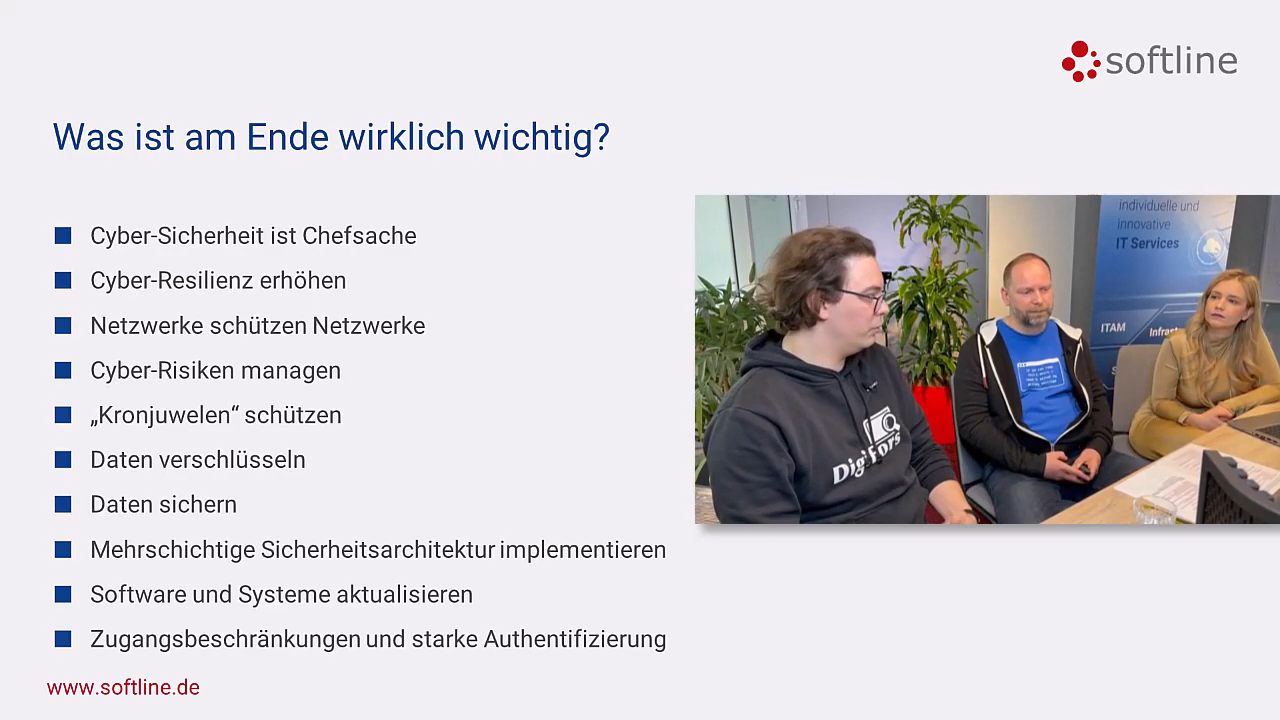 softline
Was ist am Ende wirklich wichtig?
Cyber-Sicherheit ist Chefsache
Cyber-Resilienz erhöhen
Netzwerke schützen Netzwerke
Cyber-Risiken managen
„Kronjuwelen“ schützen
Daten verschlüsseln
Daten sichern
Mehrschichtige Sicherheitsarchitektur implementieren
Software und Systeme aktualisieren
Zugangsbeschränkungen und starke Authentifizierung
www.softline.de
individuelle und
innovative
IT Services
ITAM